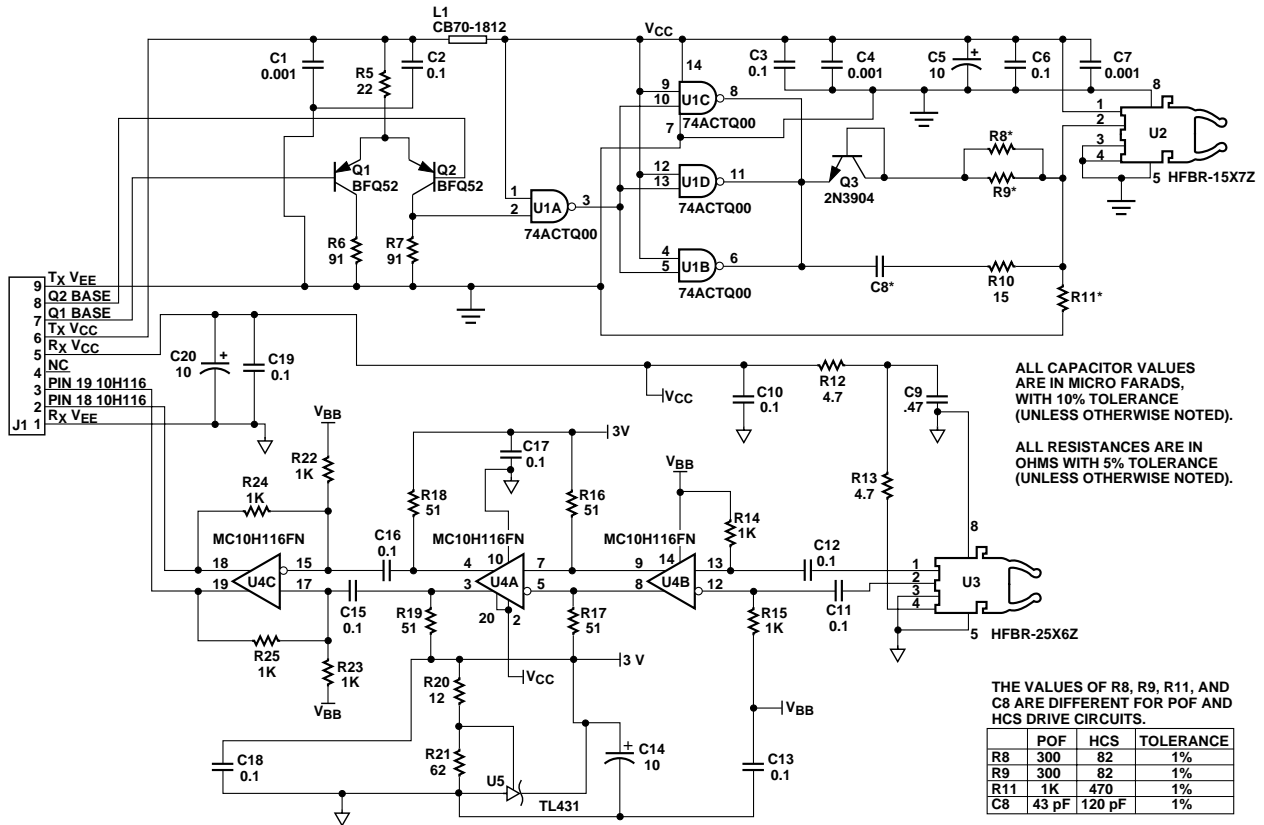 L1
CB70-1812
VCC
C1
0.001
R5
22
C2
0.1
14
9
10
U1C
8
74ACTQ00
7
C3
0.1
C4
0.001
C5
10
+
C6
0.1
C7
0.001
8
1
2
3
4
U2
5
HFBR-15X7Z
Q1
BFQ52
Q2
BFQ52
1
2
U1A
3
74ACTQ00
12
13
U1D
11
74ACTQ00
Q3
2N3904
R8*
R9*
R6
91
R7
91
4
5
U1B
6
74ACTQ00
C8*
R10
15
R11*
TX VEE
9
Q2 BASE
8
Q1 BASE
7
TX VCC
6
RX VCC
5
NC
4
PIN 19 10H116
3
PIN 18 10H116
2
RX VEE
J1 1
C20
10
+
C19
0.1
VCC
C10
0.1
R12
4.7
C9
.47
ALL CAPACITOR VALUES
ARE IN MICRO FARADS,
WITH 10% TOLERANCE
(UNLESS OTHERWISE NOTED).
ALL RESISTANCES ARE IN
OHMS WITH 5% TOLERANCE
(UNLESS OTHERWISE NOTED).
VBB
R22
1K
R24
1K
MC10H116FN
18
19
U4C
15
17
R25
1K
R23
1K
VBB
C16
0.1
C15
0.1
R18
51
C17
0.1
3V
R16
51
MC10H116FN
10
4
3
U4A
7
5
20
2
VCC
R19
51
R17
51
VBB
R14
1K
MC10H116FN
14
9
8
U4B
13
12
C12
0.1
C11
0.1
R15
1K
R13
4.7
8
1
2
3
4
U3
5
HFBR-25X6Z
3 V
R20
12
R21
62
U5
TL431
C18
0.1
C14
10
+
VBB
C13
0.1
THE VALUES OF R8, R9, R11, AND
C8 ARE DIFFERENT FOR POF AND
HCS DRIVE CIRCUITS.
POF HCS TOLERANCE
R8 300 82 1%
R9 300 82 1%
R11 1K 470 1%
C8 43 pF 120 pF 1%